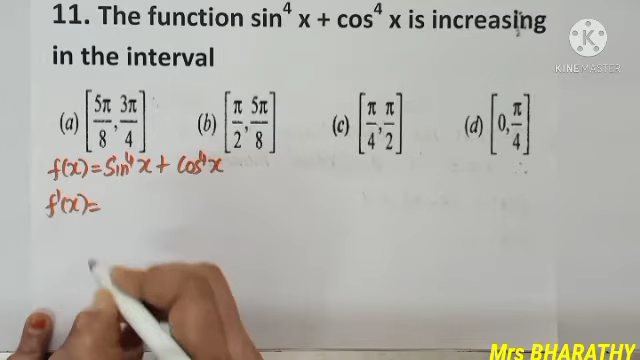 11. The function sin⁴ x + cos⁴ x is increasing
in the interval
(a) [5π/8, 3π/4] (b) [π/2, 5π/8] (c) [π/4, π/2] (d) [0, π/4]
f(x) = sin⁴x + cos⁴x
f'(x) =
KINEMASTER
Mrs BHARATHY